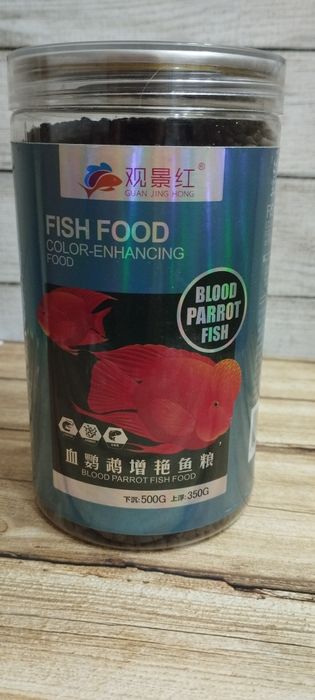 观景红®
GUAN JING HONG
FISH FOOD
COLOR-ENHANCING
FOOD
BLOOD
PARROT
FISH
血鹦鹉增艳鱼粮
BLOOD PARROT FISH FOOD
下沉:500G 上浮:350G